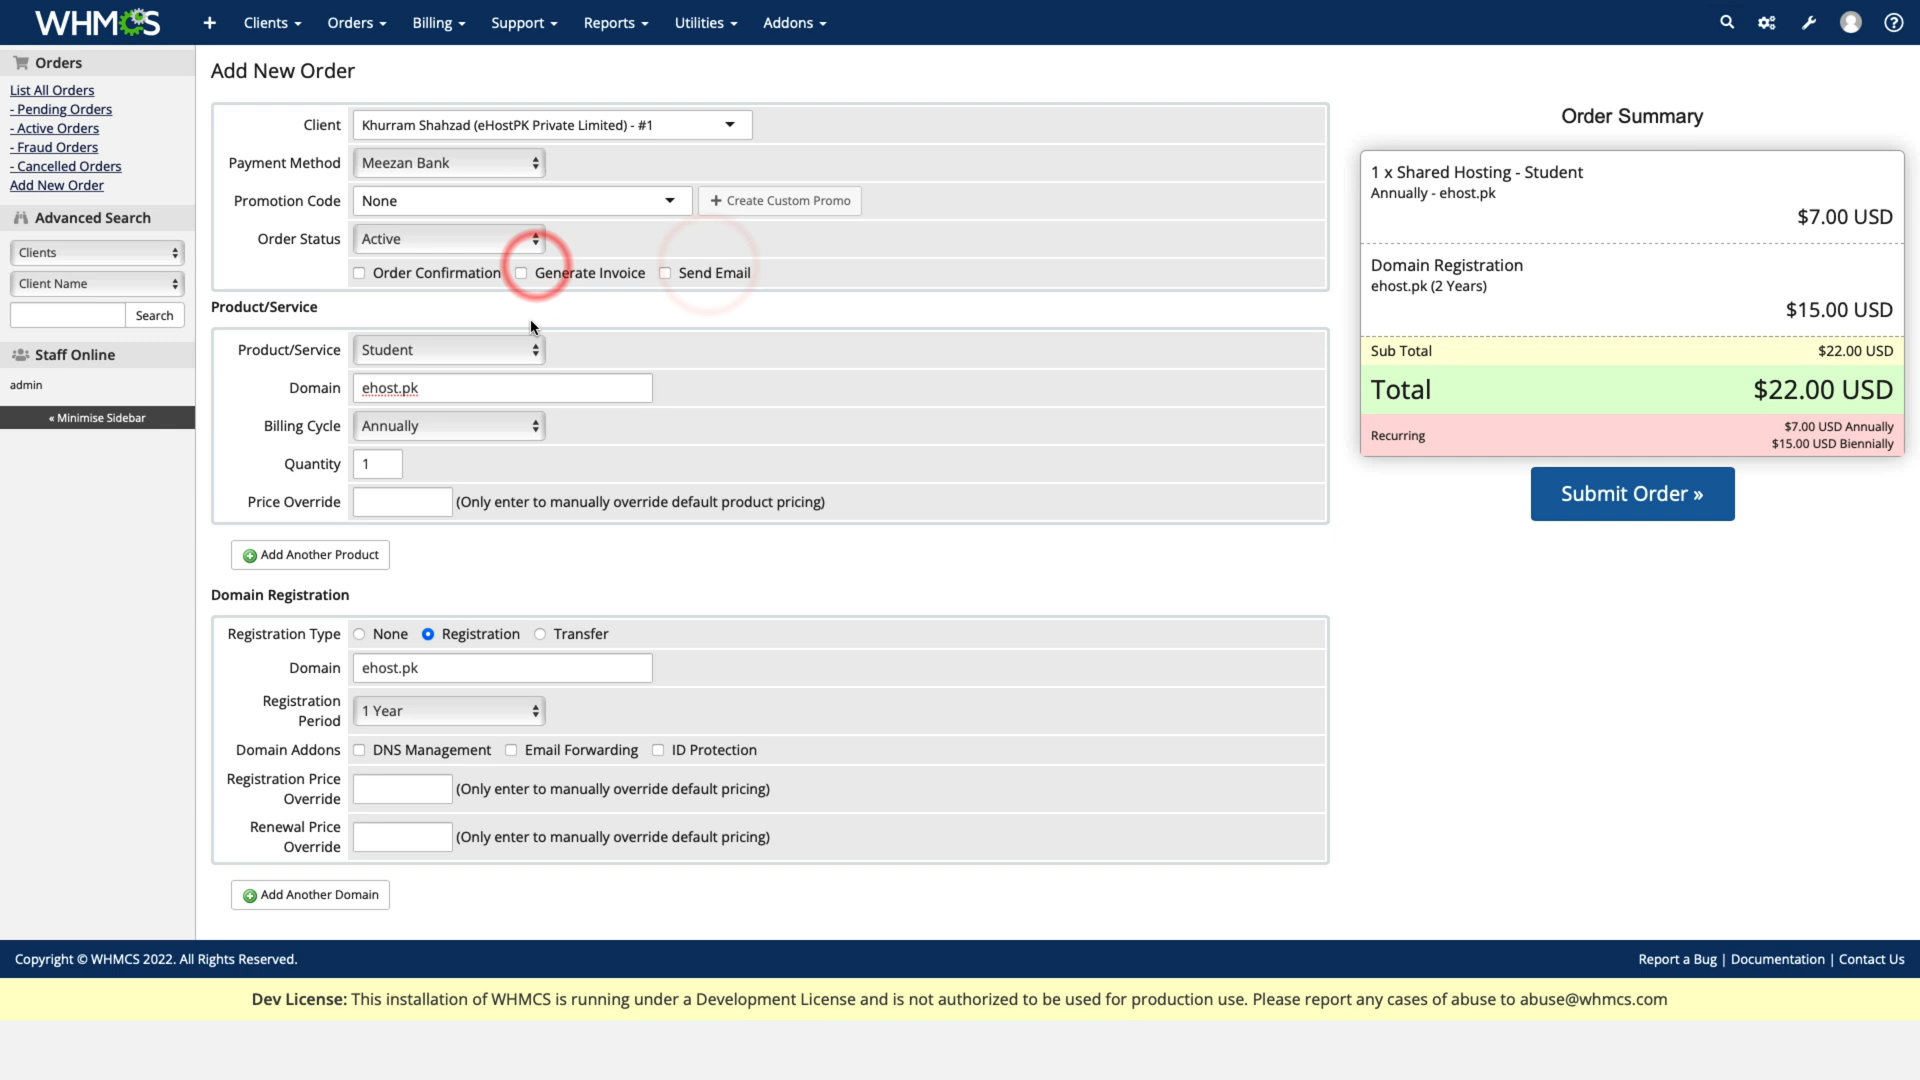 WHMCS
Clients
Orders
Billing
Support
Reports
Utilities
Addons
Orders
List All Orders
- Pending Orders
- Active Orders
- Fraud Orders
- Cancelled Orders
Add New Order
Advanced Search
Clients
Client Name
Search
Staff Online
admin
« Minimise Sidebar
Add New Order
Client Khurram Shahzad (eHostPK Private Limited) - #1
Payment Method Meezan Bank
Promotion Code None + Create Custom Promo
Order Status Active
Order Confirmation Generate Invoice Send Email
Product/Service
Product/Service Student
Domain ehost.pk
Billing Cycle Annually
Quantity 1
Price Override (Only enter to manually override default product pricing)
Add Another Product
Domain Registration
Registration Type None Registration Transfer
Domain ehost.pk
Registration
Period 1 Year
Domain Addons DNS Management Email Forwarding ID Protection
Registration Price
Override (Only enter to manually override default pricing)
Renewal Price
Override (Only enter to manually override default pricing)
Add Another Domain
Order Summary
1 x Shared Hosting - Student
Annually - ehost.pk
$7.00 USD
Domain Registration
ehost.pk (2 Years)
$15.00 USD
Sub Total $22.00 USD
Total $22.00 USD
Recurring $7.00 USD Annually
$15.00 USD Biennially
Submit Order »
Copyright © WHMCS 2022. All Rights Reserved.
Report a Bug | Documentation | Contact Us
Dev License: This installation of WHMCS is running under a Development License and is not authorized to be used for production use. Please report any cases of abuse to abuse@whmcs.com